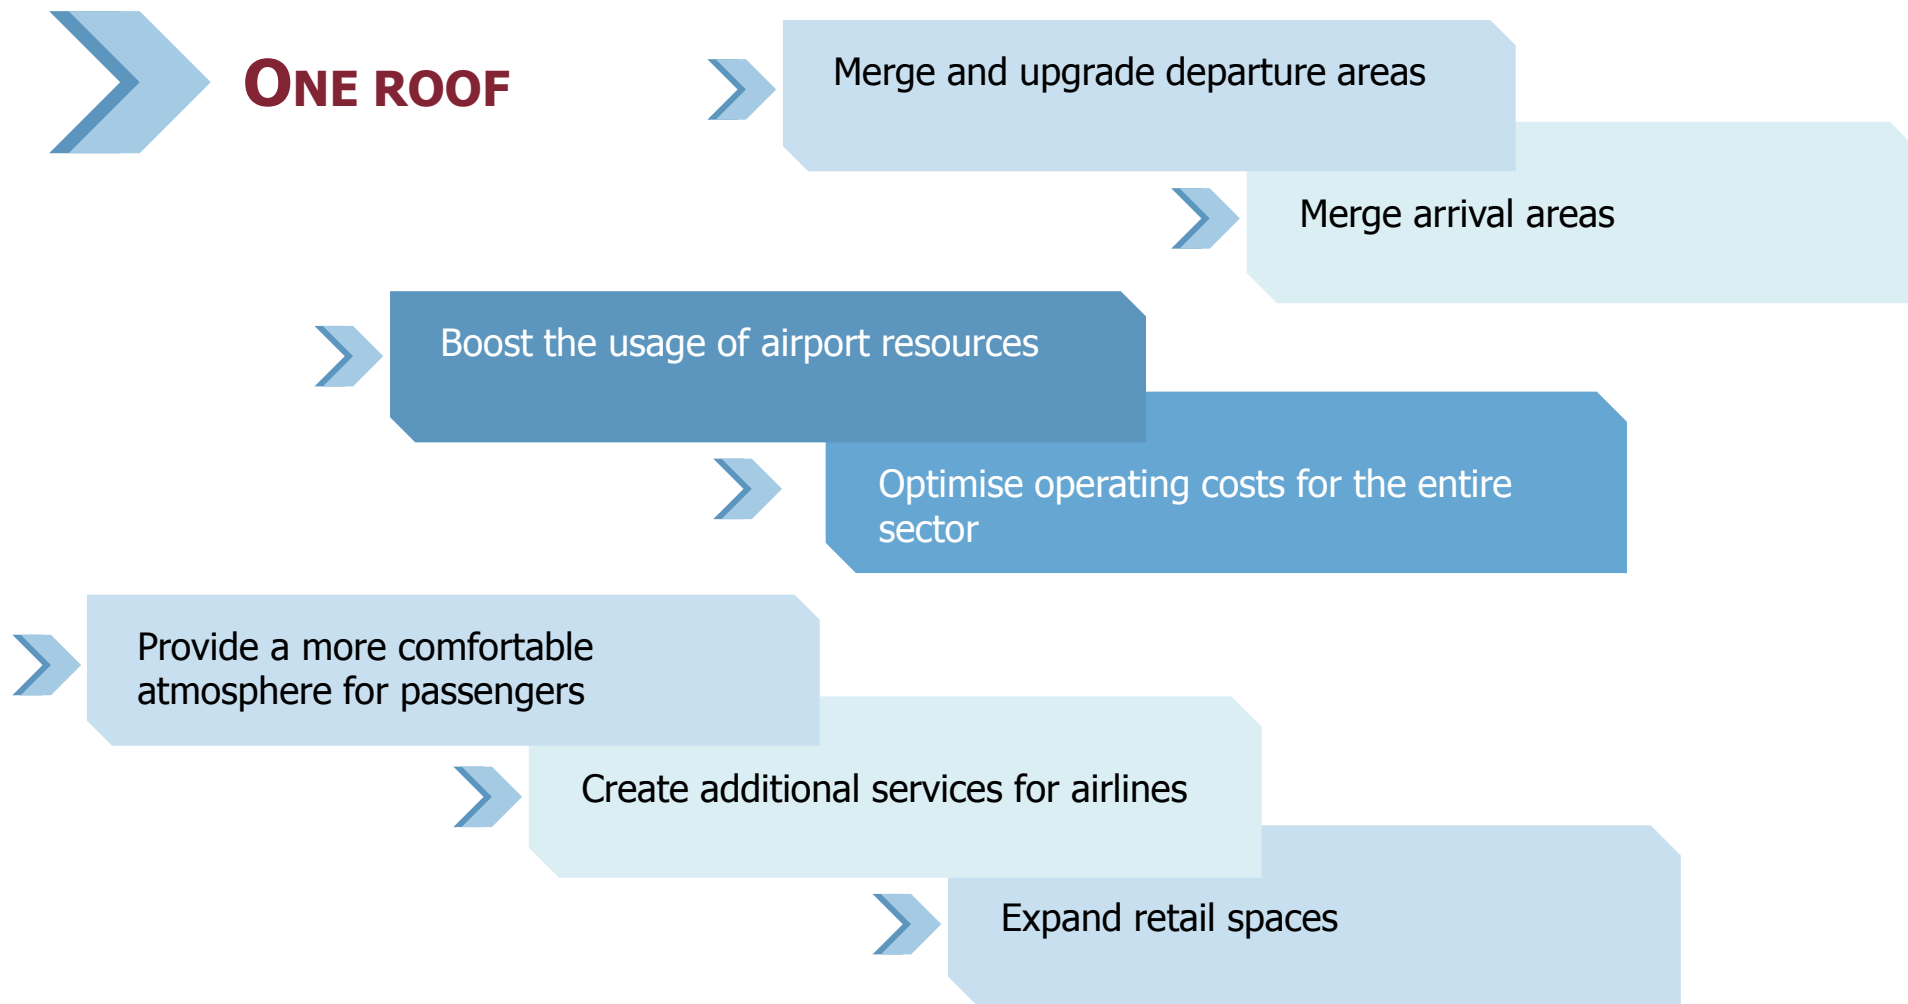 ONE ROOF
Merge and upgrade departure areas
Merge arrival areas
Boost the usage of airport resources
Optimise operating costs for the entire
sector
Provide a more comfortable
atmosphere for passengers
Create additional services for airlines
Expand retail spaces